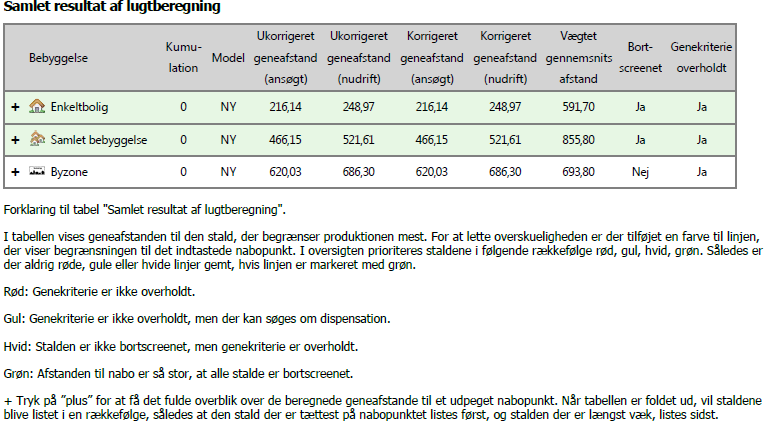 Samlet resultat af lugtberegning
Bebyggelse Kumu-lation Model Ukorrigeret geneafstand (ansøgt) Ukorrigeret geneafstand (nudrift) Korrigeret geneafstand (ansøgt) Korrigeret geneafstand (nudrift) Vægtet gennemsnits afstand Bort-screenet Genekriterie overholdt
+ Enkeltbolig 0 NY 216,14 248,97 216,14 248,97 591,70 Ja Ja
+ Samlet bebyggelse 0 NY 466,15 521,61 466,15 521,61 855,80 Ja Ja
+ Byzone 0 NY 620,03 686,30 620,03 686,30 693,80 Nej Ja
Forklaring til tabel "Samlet resultat af lugtberegning".
I tabellen vises geneafstanden til den stald, der begrænser produktionen mest. For at lette overskueligheden er der tilføjet en farve til linjen,
der viser begrænsningen til det indtastede nabopunkt. I oversigten prioriteres staldene i følgende rækkefølge rød, gul, hvid, grøn. Således er
der aldrig røde, gule eller hvide linjer gemt, hvis linjen er markeret med grøn.
Rød: Genekriterie er ikke overholdt.
Gul: Genekriterie er ikke overholdt, men der kan søges om dispensation.
Hvid: Stalden er ikke bortscreenet, men genekriterie er overholdt.
Grøn: Afstanden til nabo er så stor, at alle stalde er bortscreenet.
+ Tryk på ”plus” for at få det fulde overblik over de beregnede geneafstande til et udpeget nabopunkt. Når tabellen er foldet ud, vil staldene
blive listet i en rækkefølge, således at den stald der er tættest på nabopunktet listes først, og stalden der er længst væk, listes sidst.